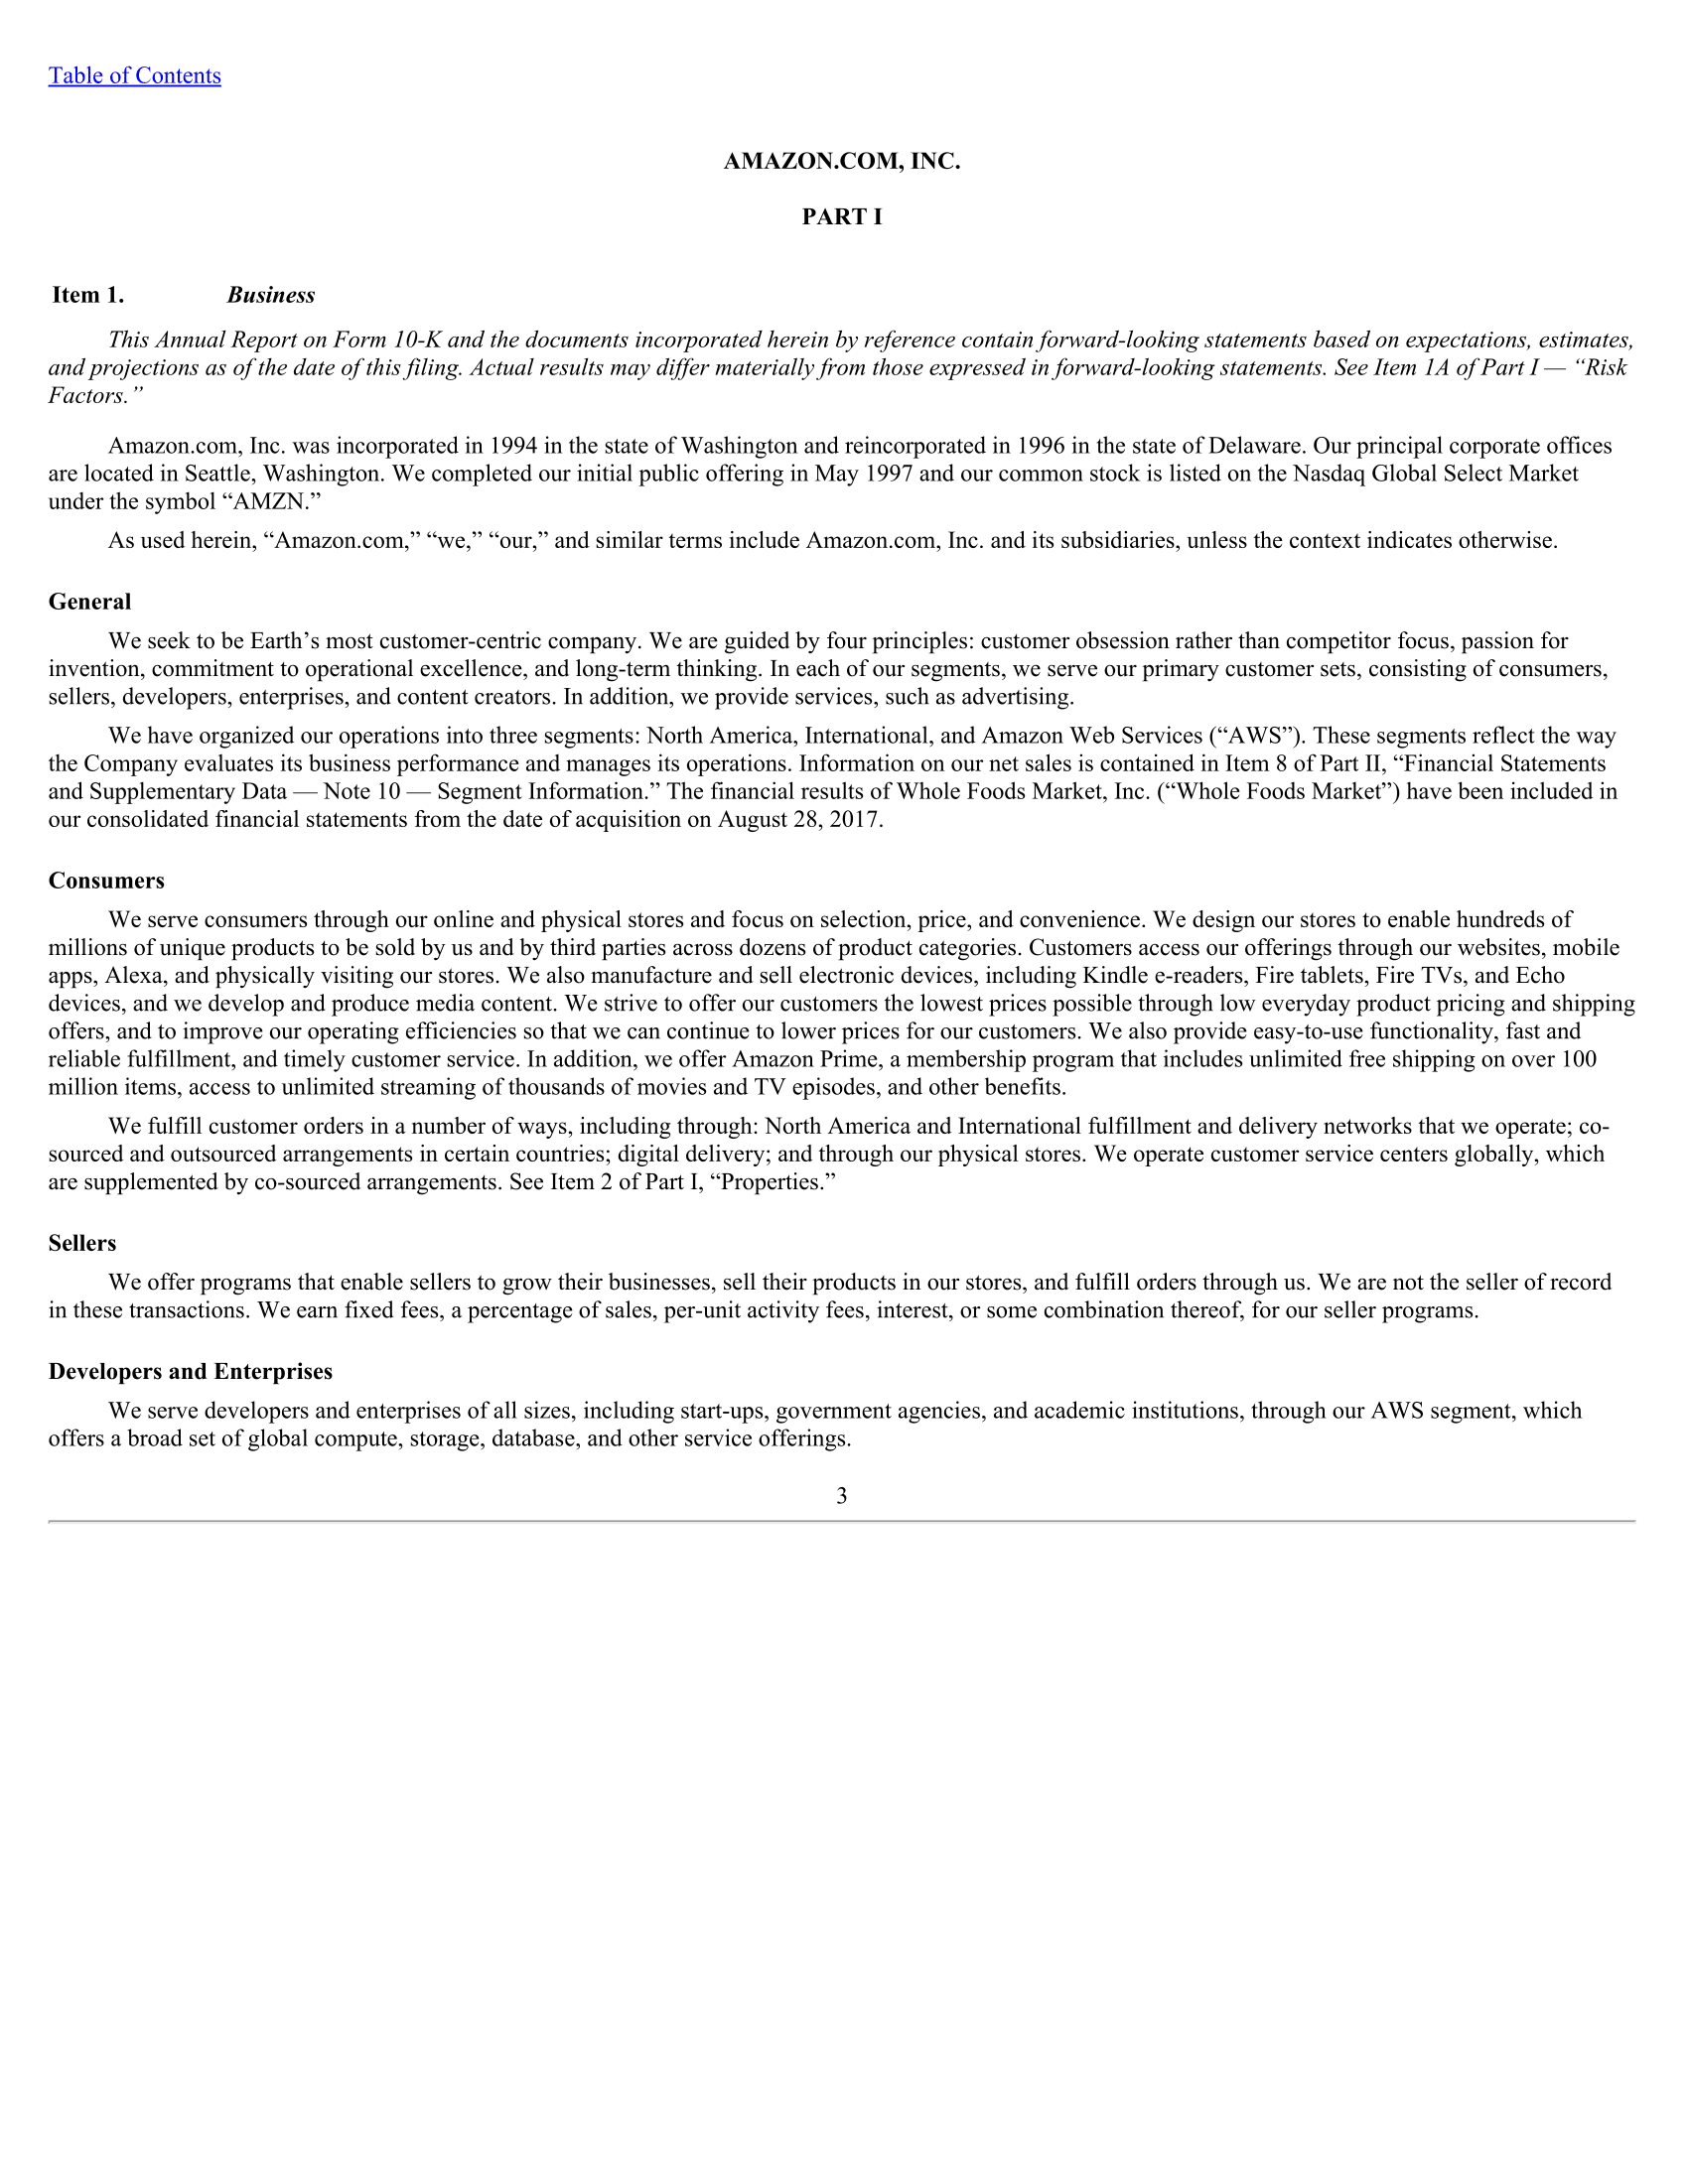 Table of Contents
AMAZON.COM, INC.
PART I
Item 1. Business
This Annual Report on Form 10-K and the documents incorporated herein by reference contain forward-looking statements based on expectations, estimates,
and projections as of the date of this filing. Actual results may differ materially from those expressed in forward-looking statements. See Item 1A of Part I — “Risk
Factors.”
Amazon.com, Inc. was incorporated in 1994 in the state of Washington and reincorporated in 1996 in the state of Delaware. Our principal corporate offices
are located in Seattle, Washington. We completed our initial public offering in May 1997 and our common stock is listed on the Nasdaq Global Select Market
under the symbol “AMZN.”
As used herein, “Amazon.com,” “we,” “our,” and similar terms include Amazon.com, Inc. and its subsidiaries, unless the context indicates otherwise.
General
We seek to be Earth’s most customer-centric company. We are guided by four principles: customer obsession rather than competitor focus, passion for
invention, commitment to operational excellence, and long-term thinking. In each of our segments, we serve our primary customer sets, consisting of consumers,
sellers, developers, enterprises, and content creators. In addition, we provide services, such as advertising.
We have organized our operations into three segments: North America, International, and Amazon Web Services (“AWS”). These segments reflect the way
the Company evaluates its business performance and manages its operations. Information on our net sales is contained in Item 8 of Part II, “Financial Statements
and Supplementary Data — Note 10 — Segment Information.” The financial results of Whole Foods Market, Inc. (“Whole Foods Market”) have been included in
our consolidated financial statements from the date of acquisition on August 28, 2017.
Consumers
We serve consumers through our online and physical stores and focus on selection, price, and convenience. We design our stores to enable hundreds of
millions of unique products to be sold by us and by third parties across dozens of product categories. Customers access our offerings through our websites, mobile
apps, Alexa, and physically visiting our stores. We also manufacture and sell electronic devices, including Kindle e-readers, Fire tablets, Fire TVs, and Echo
devices, and we develop and produce media content. We strive to offer our customers the lowest prices possible through low everyday product pricing and shipping
offers, and to improve our operating efficiencies so that we can continue to lower prices for our customers. We also provide easy-to-use functionality, fast and
reliable fulfillment, and timely customer service. In addition, we offer Amazon Prime, a membership program that includes unlimited free shipping on over 100
million items, access to unlimited streaming of thousands of movies and TV episodes, and other benefits.
We fulfill customer orders in a number of ways, including through: North America and International fulfillment and delivery networks that we operate; co-
sourced and outsourced arrangements in certain countries; digital delivery; and through our physical stores. We operate customer service centers globally, which
are supplemented by co-sourced arrangements. See Item 2 of Part I, “Properties.”
Sellers
We offer programs that enable sellers to grow their businesses, sell their products in our stores, and fulfill orders through us. We are not the seller of record
in these transactions. We earn fixed fees, a percentage of sales, per-unit activity fees, interest, or some combination thereof, for our seller programs.
Developers and Enterprises
We serve developers and enterprises of all sizes, including start-ups, government agencies, and academic institutions, through our AWS segment, which
offers a broad set of global compute, storage, database, and other service offerings.
3